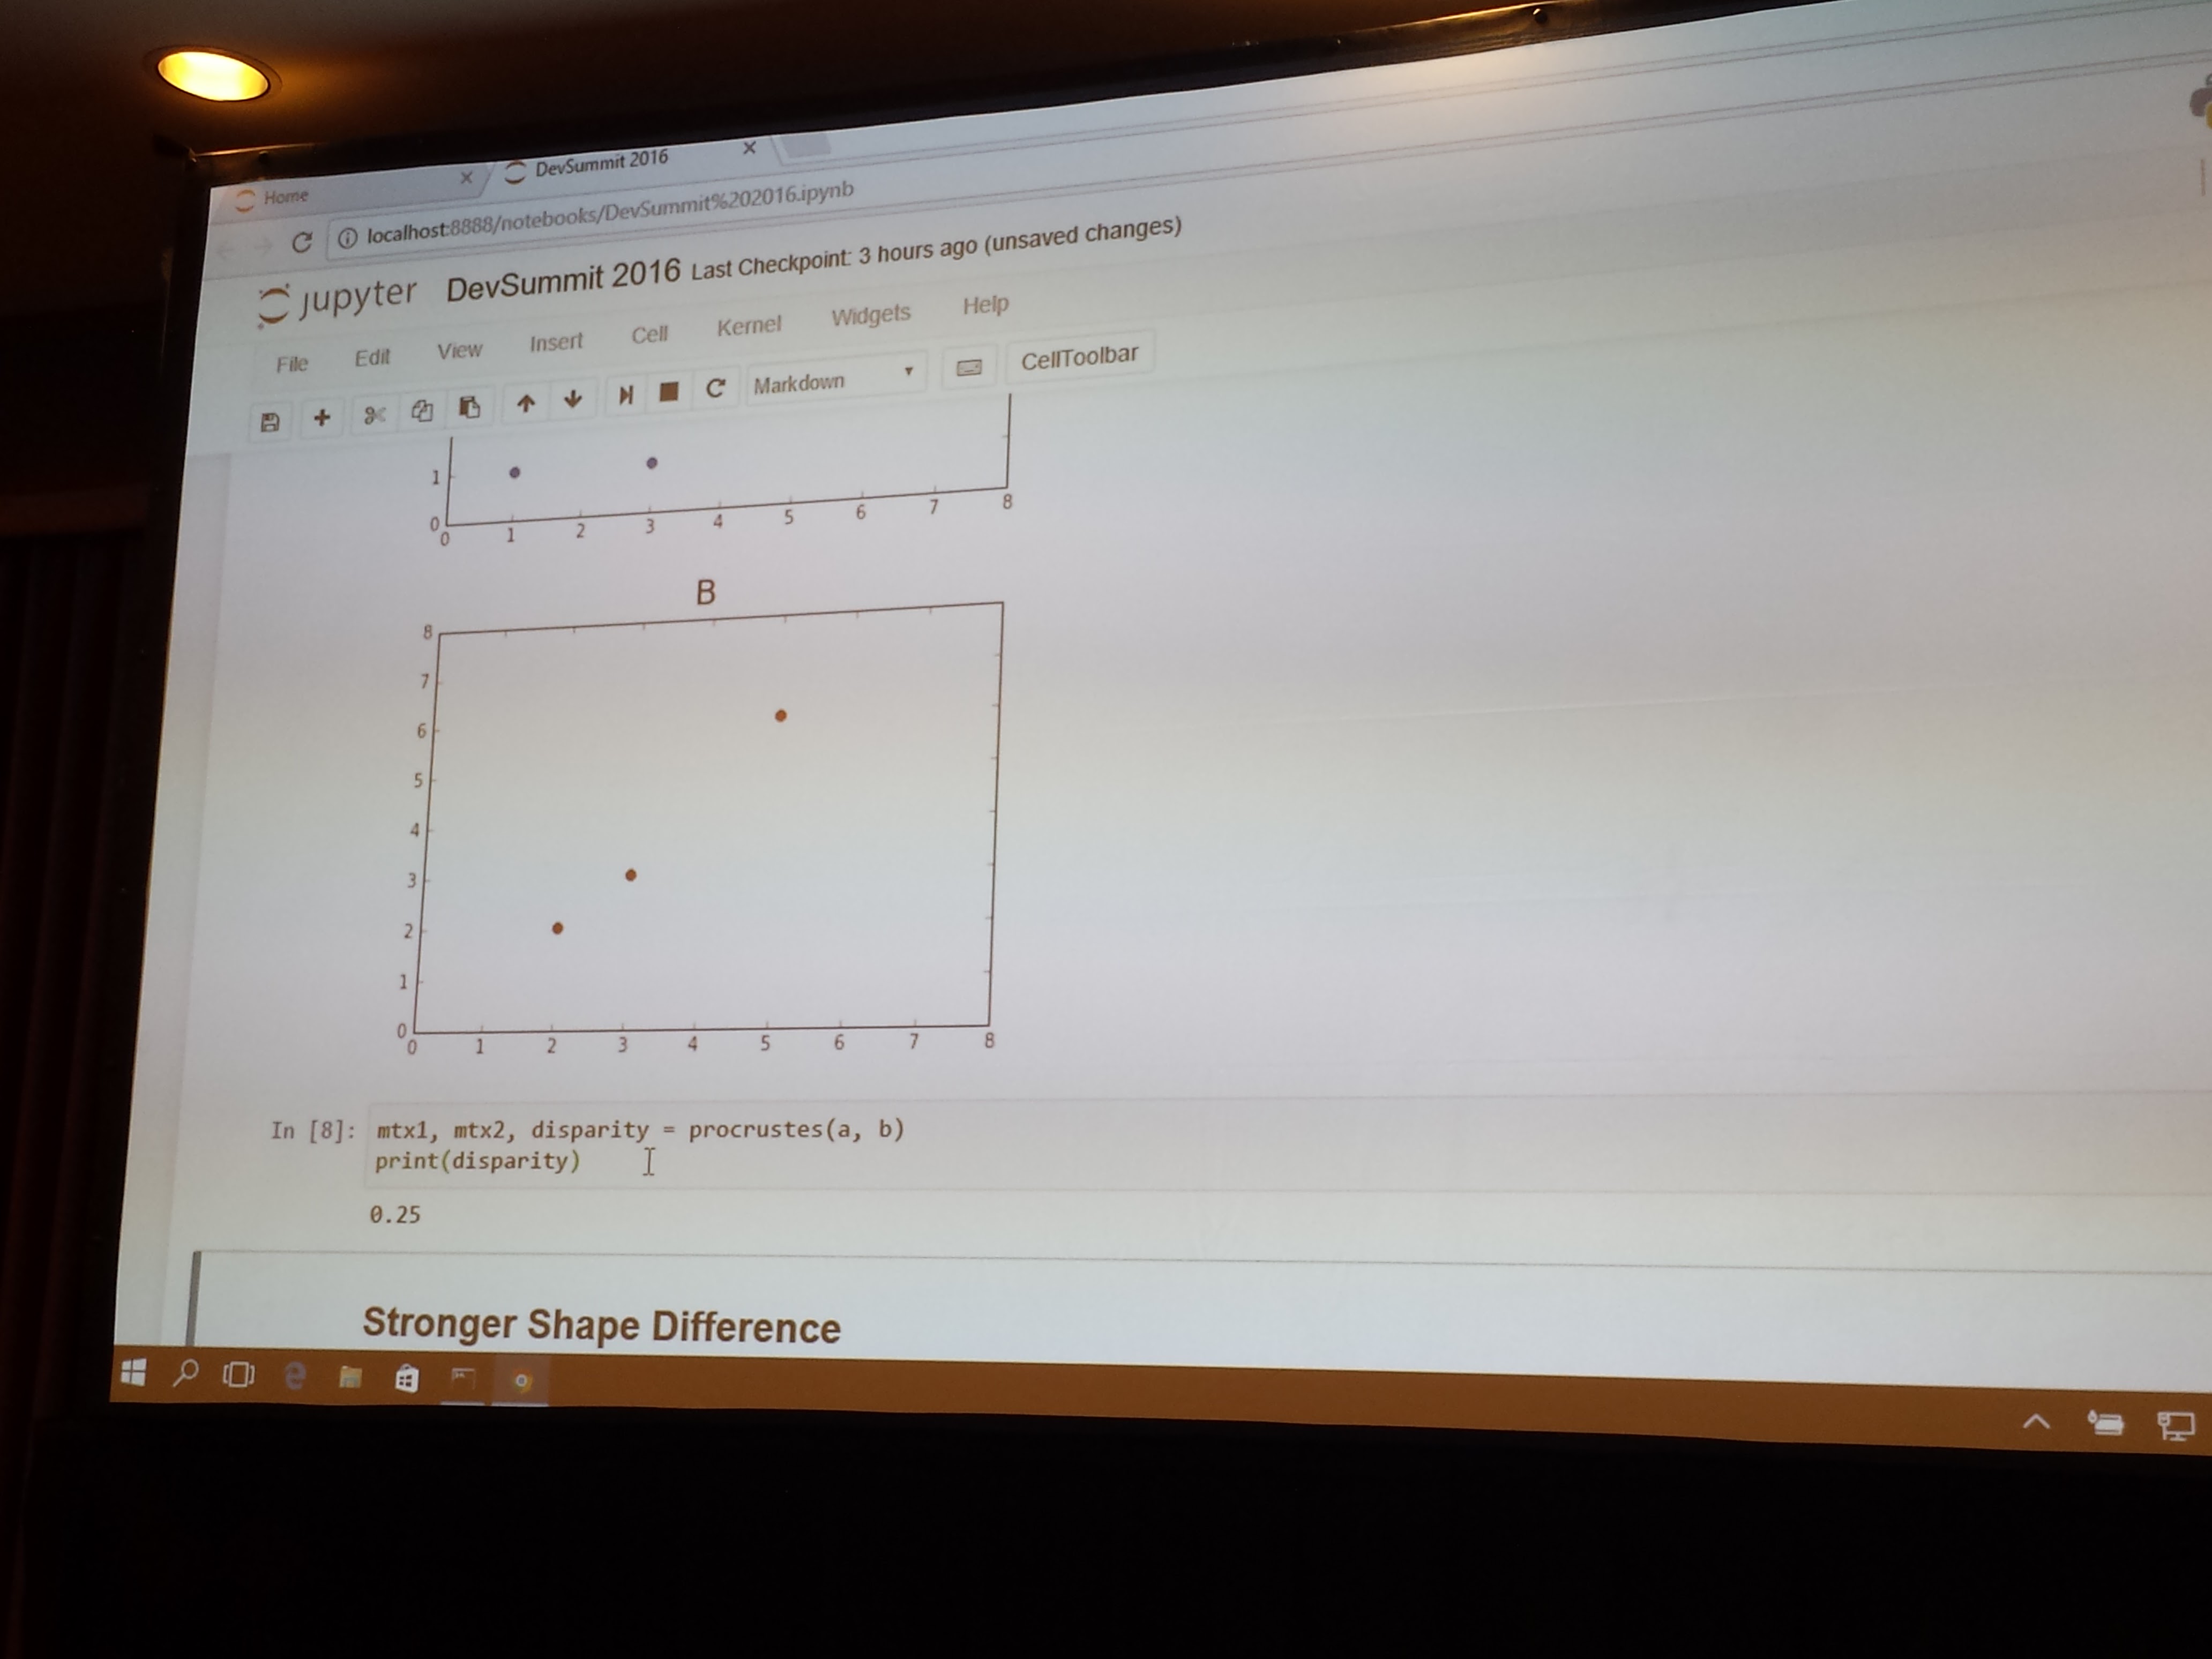 Home
DevSummit 2016
localhost:8888/notebooks/DevSummit%202016.ipynb
jupyter DevSummit 2016 Last Checkpoint: 3 hours ago (unsaved changes)
File Edit View Insert Cell Kernel Widgets Help
Markdown CellToolbar
1
0
0 1 2 3 4 5 6 7 8
B
8
7
6
5
4
3
2
1
0
0 1 2 3 4 5 6 7 8
In [8]: mtx1, mtx2, disparity = procrustes(a, b)
print(disparity)
0.25
Stronger Shape Difference